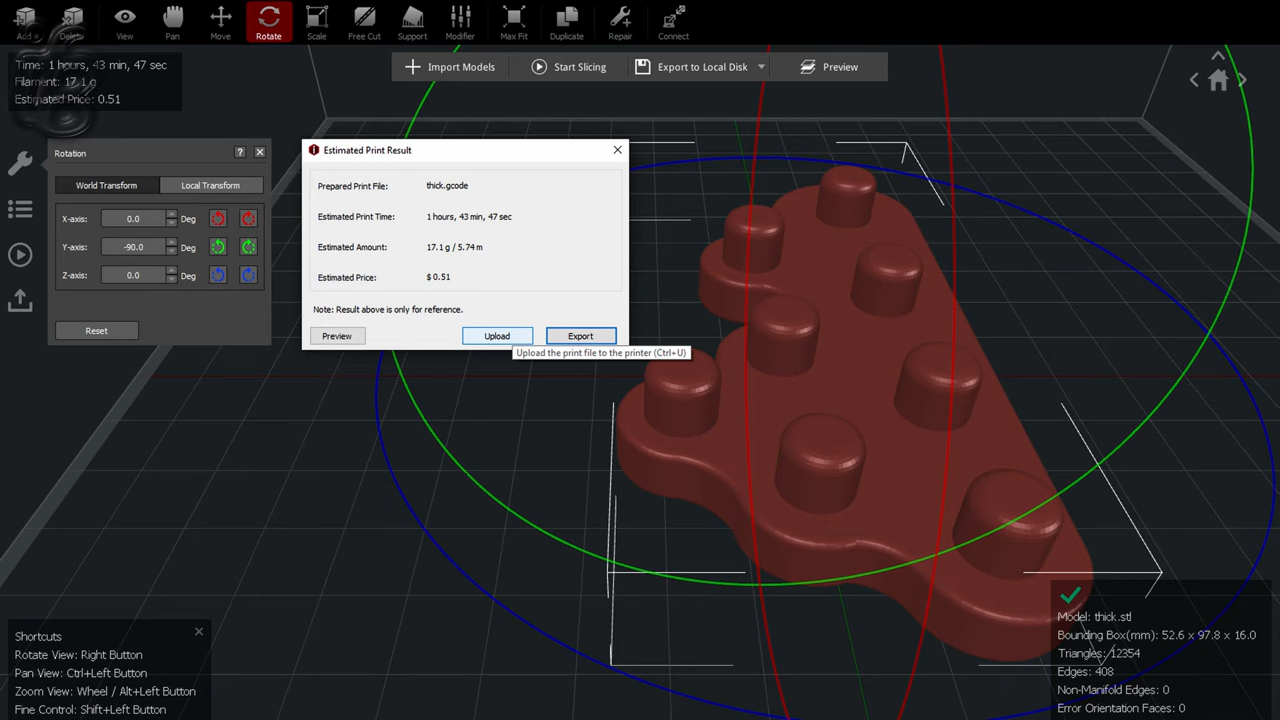 Add
Delete
View
Pan
Move
Rotate
Scale
Free Cut
Support
Modifier
Max Fit
Duplicate
Repair
Connect
Import Models
Start Slicing
Export to Local Disk
Preview
Time: 1 hours, 43 min, 47 sec
Filament: 17.1 g
Estimated Price: 0.51
Rotation
?
World Transform
Local Transform
X-axis: 0.0 Deg
Y-axis: -90.0 Deg
Z-axis: 0.0 Deg
Reset
Estimated Print Result
Prepared Print File: thick.gcode
Estimated Print Time: 1 hours, 43 min, 47 sec
Estimated Amount: 17.1 g / 5.74 m
Estimated Price: $ 0.51
Note: Result above is only for reference.
Preview
Upload
Export
Upload the print file to the printer (Ctrl+U)
Shortcuts
Rotate View: Right Button
Pan View: Ctrl+Left Button
Zoom View: Wheel / Alt+Left Button
Fine Control: Shift+Left Button
Model: thick.stl
Bounding Box(mm): 52.6 x 97.8 x 16.0
Triangles: 12354
Edges: 408
Non-Manifold Edges: 0
Error Orientation Faces: 0